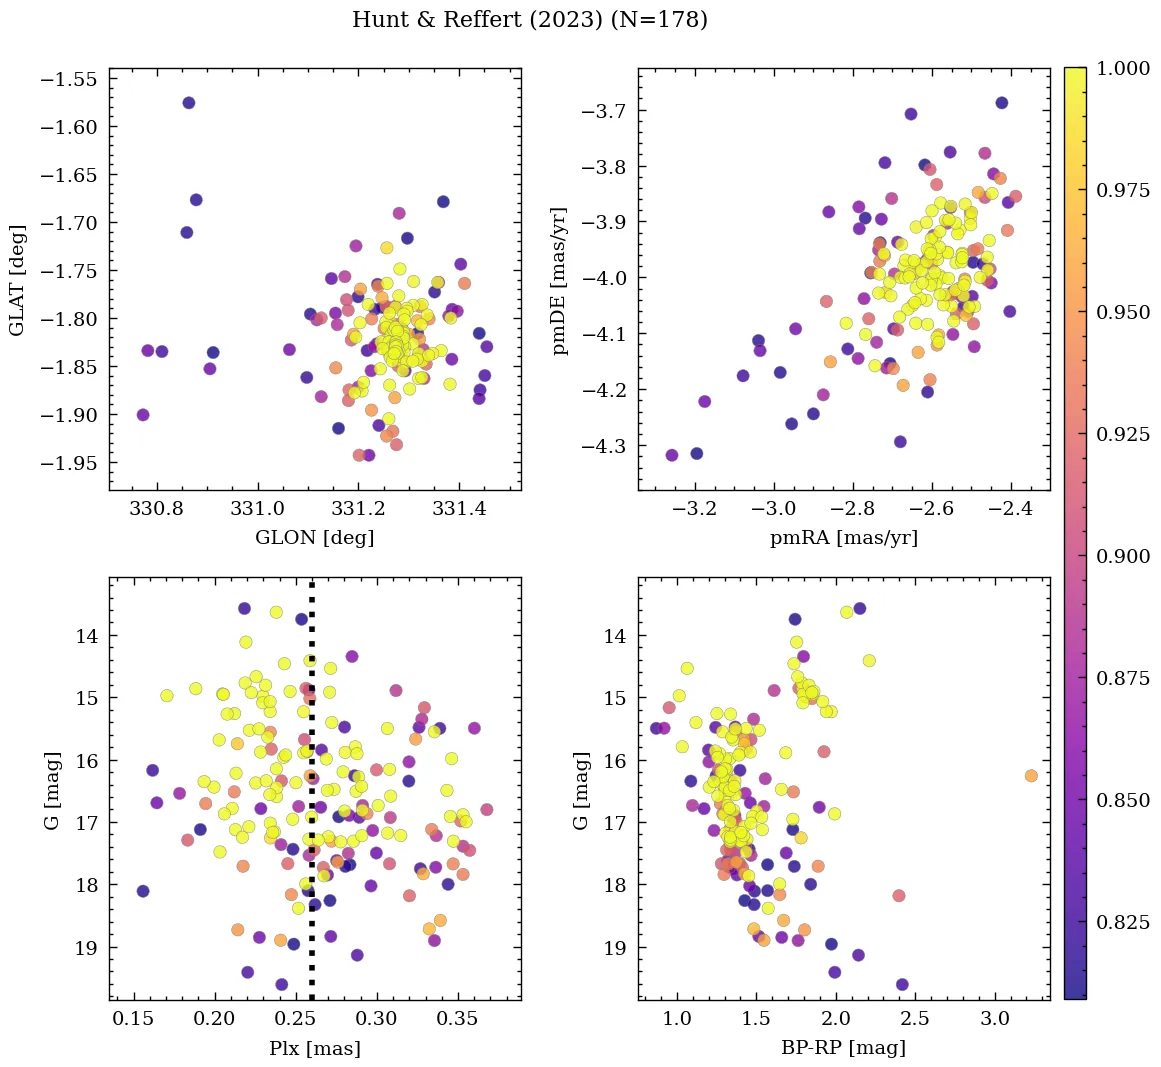 Hunt & Reffert (2023) (N=178)
−1.55
−1.60
−1.65
−1.70
−1.75
−1.80
−1.85
−1.90
−1.95
GLAT [deg]
330.8 331.0 331.2 331.4
GLON [deg]
−3.7
−3.8
−3.9
−4.0
−4.1
−4.2
−4.3
pmDE [mas/yr]
−3.2 −3.0 −2.8 −2.6 −2.4
pmRA [mas/yr]
14
15
16
17
18
19
G [mag]
0.15 0.20 0.25 0.30 0.35
Plx [mas]
14
15
16
17
18
19
G [mag]
1.0 1.5 2.0 2.5 3.0
BP-RP [mag]
1.000
0.975
0.950
0.925
0.900
0.875
0.850
0.825